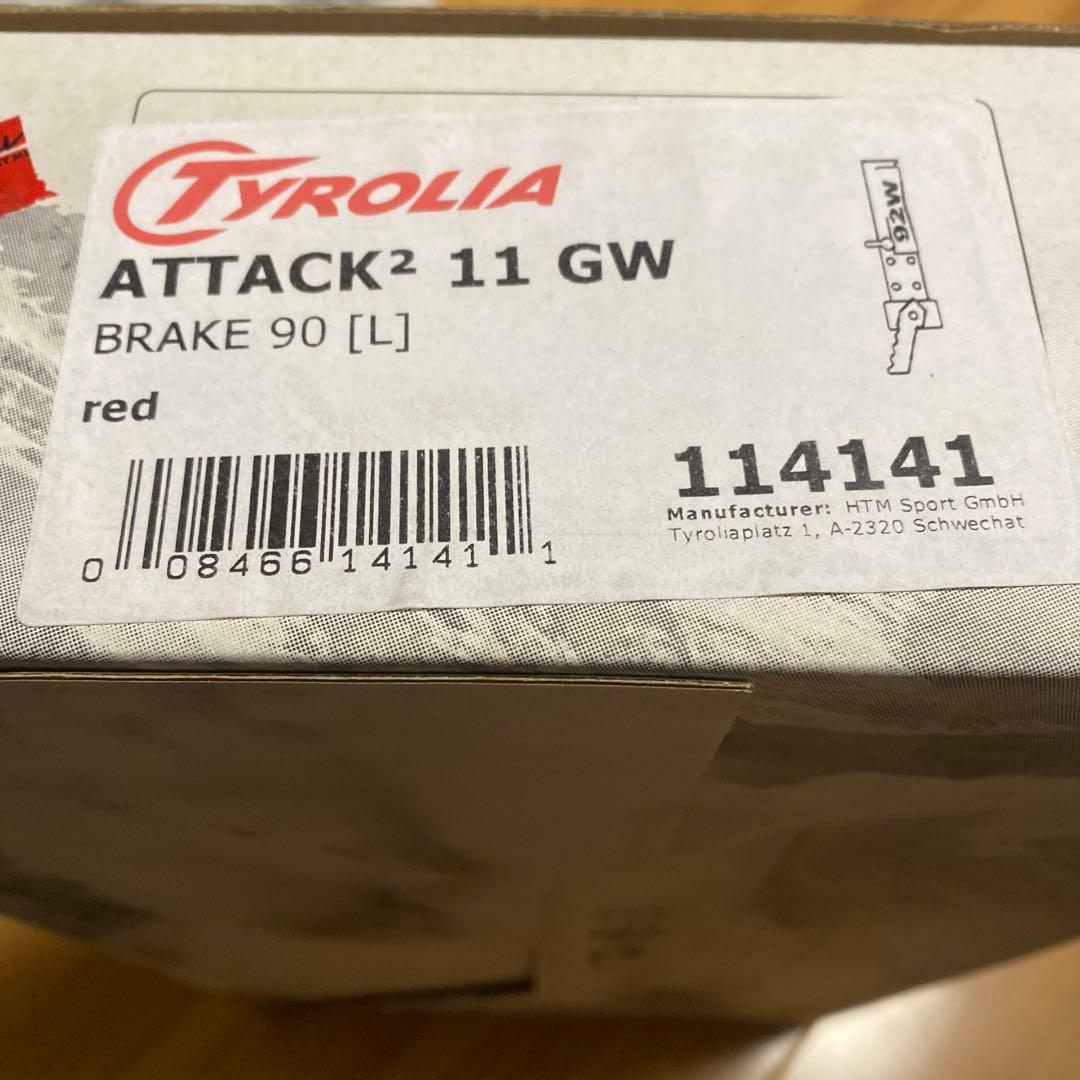 TYROLIA
ATTACK² 11 GW
BRAKE 90 [L]
red
92W
114141
Manufacturer: HTM Sport GmbH
Tyroliaplatz 1, A-2320 Schwechat
0 08466 14141 1